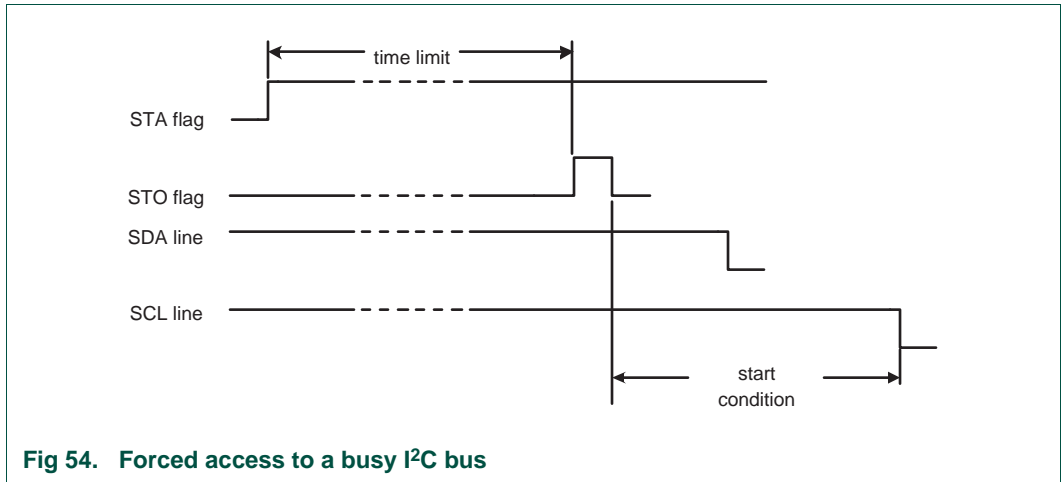 time limit
STA flag
STO flag
SDA line
SCL line
start
condition
Fig 54. Forced access to a busy I²C bus